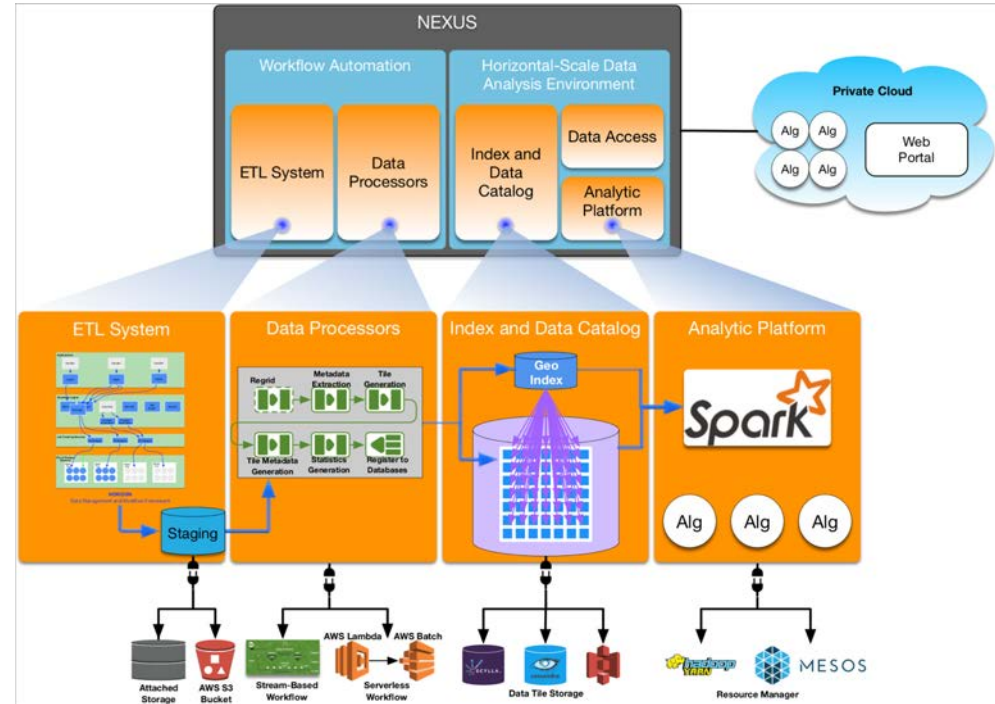 NEXUS
Workflow Automation
Horizontal-Scale Data
Analysis Environment
ETL System
Data
Processors
Index and
Data
Catalog
Data Access
Analytic
Platform
Private Cloud
Alg
Alg
Alg
Alg
Web
Portal
ETL System
Staging
Data Processors
Regrid
Metadata
Extraction
Tile
Generation
Tile Metadata
Generation
Statistics
Generation
Register to
Databases
Index and Data Catalog
Geo
Index
Analytic Platform
Spark
Alg
Alg
Alg
Attached
Storage
AWS S3
Bucket
Stream-Based
Workflow
AWS Lambda
AWS Batch
Serverless
Workflow
SCYLLA
cassandra
Data Tile Storage
hadoop
YARN
MESOS
Resource Manager